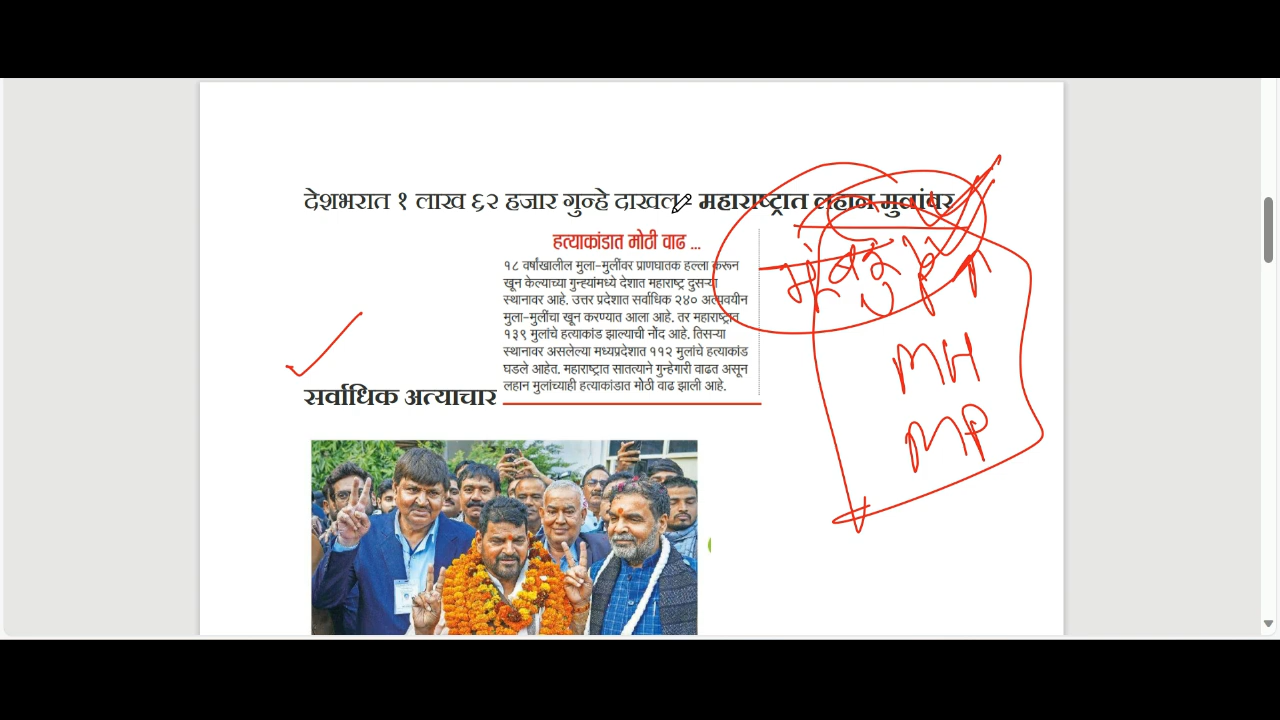 देशभरात १ लाख ६२ हजार गुन्हे दाखल महाराष्ट्रात लहान मुलांवर
हत्याकांडात मोठी वाढ ...
१८ वर्षाखालील मुला-मुलींवर प्राणघातक हल्ला करून
खून केल्याच्या गुन्ह्यांमध्ये देशात महाराष्ट्र दुसऱ्या
स्थानावर आहे. उत्तर प्रदेशात सर्वाधिक २४० अल्पवयीन
मुला-मुलींचा खून करण्यात आला आहे. तर महाराष्ट्रात
१३९ मुलांचे हत्याकांड झाल्याची नोंद आहे. तिसऱ्या
स्थानावर असलेल्या मध्यप्रदेशात ११२ मुलांचे हत्याकांड
घडले आहेत. महाराष्ट्रात सातत्याने गुन्हेगारी वाढत असून
लहान मुलांच्याही हत्याकांडात मोठी वाढ झाली आहे.
सर्वाधिक अत्याचार
MH
MP